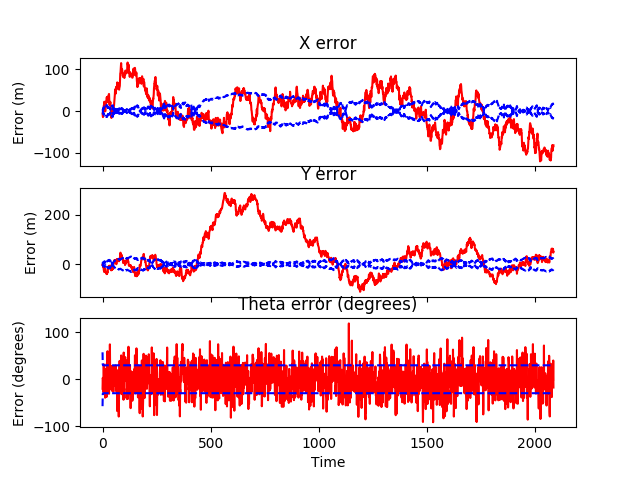 X error
100
0
−100
Error (m)
Y error
200
0
Error (m)
Theta error (degrees)
100
0
−100
Error (degrees)
0 500 1000 1500 2000
Time